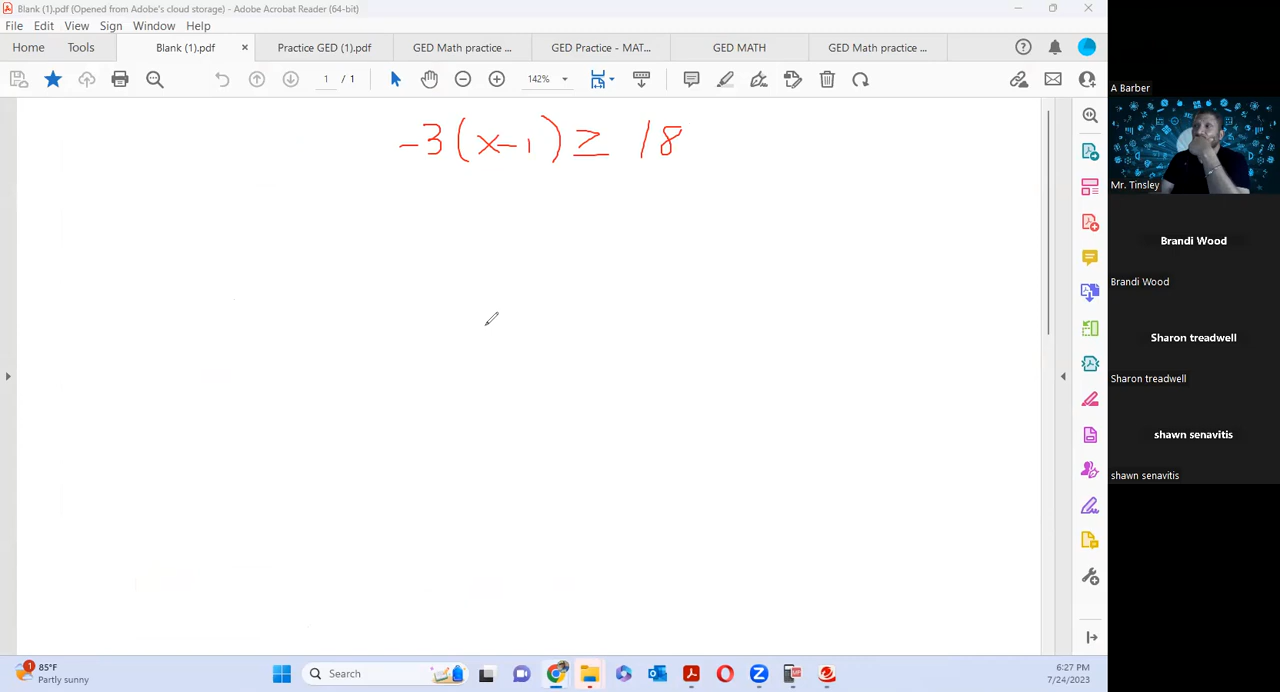 Blank (1).pdf (Opened from Adobe's cloud storage) - Adobe Acrobat Reader (64-bit)
File Edit View Sign Window Help
Home Tools Blank (1).pdf × Practice GED (1).pdf GED Math practice ... GED Practice - MAT... GED MATH GED Math practice ...
1 / 1 142%
-3(x-1) ≥ 18
A Barber
Mr. Tinsley
Brandi Wood
Brandi Wood
Sharon treadwell
Sharon treadwell
shawn senavitis
shawn senavitis
1
85°F
Partly sunny
Search
6:27 PM
7/24/2023